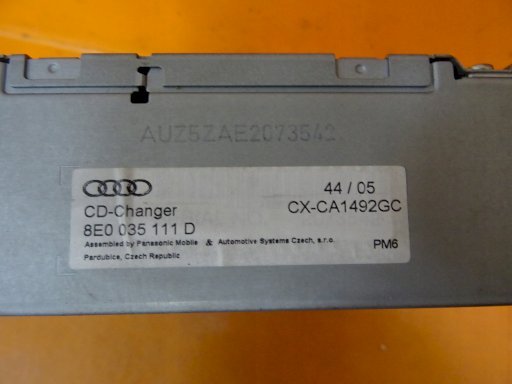 AUZ5ZAE2073542
44 / 05
CD-Changer
CX-CA1492GC
8E0 035 111 D
Assembled by Panasonic Mobile & Automotive Systems Czech, s.r.o.
PM6
Pardubice, Czech Republic